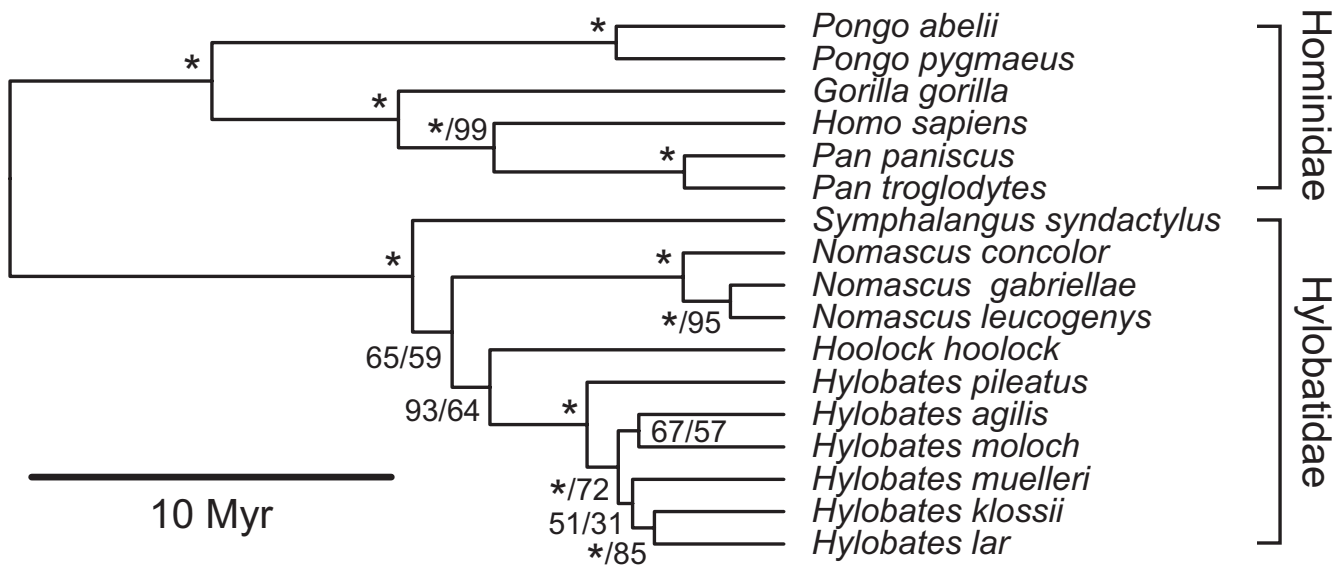 * Pongo abelii
* Pongo pygmaeus
* Gorilla gorilla
*/99 Homo sapiens
* Pan paniscus
Pan troglodytes
Hominidae
Symphalangus syndactylus
* * Nomascus concolor
Nomascus gabriellae
*/95 Nomascus leucogenys
65/59 Hoolock hoolock
93/64 * Hylobates pileatus
Hylobates agilis
67/57
Hylobates moloch
*/72 Hylobates muelleri
51/31 Hylobates klossii
*/85 Hylobates lar
Hylobatidae
10 Myr